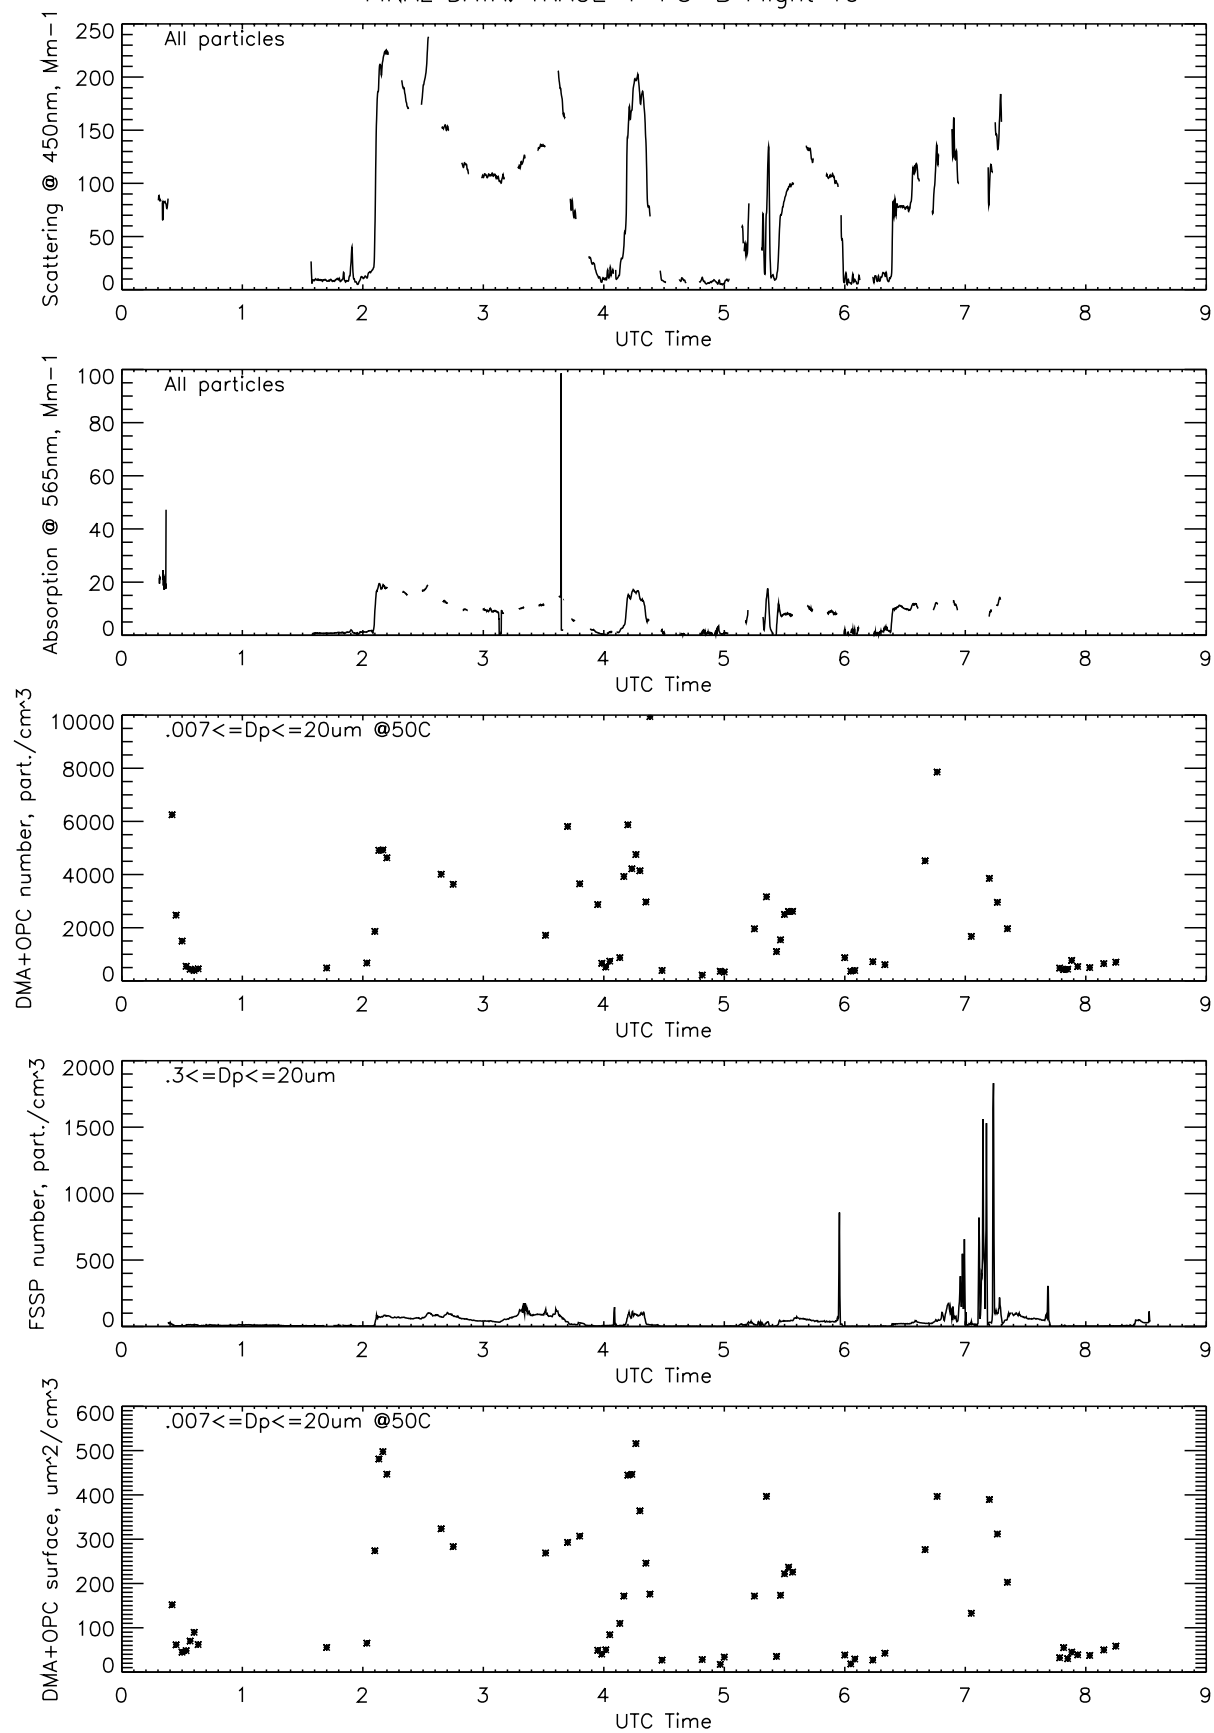 250
All particles
200
150
100
50
0
Scattering @ 450nm, Mm−1
0 1 2 3 4 5 6 7 8 9
UTC Time
100
All particles
80
60
40
20
0
Absorption @ 565nm, Mm−1
0 1 2 3 4 5 6 7 8 9
UTC Time
10000
.007<=Dp<=20um @50C
8000
6000
4000
2000
0
DMA+OPC number, part./cm^3
0 1 2 3 4 5 6 7 8 9
UTC Time
2000
.3<=Dp<=20um
1500
1000
500
0
FSSP number, part./cm^3
0 1 2 3 4 5 6 7 8 9
UTC Time
600
.007<=Dp<=20um @50C
500
400
300
200
100
0
DMA+OPC surface, um^2/cm^3
0 1 2 3 4 5 6 7 8 9
UTC Time